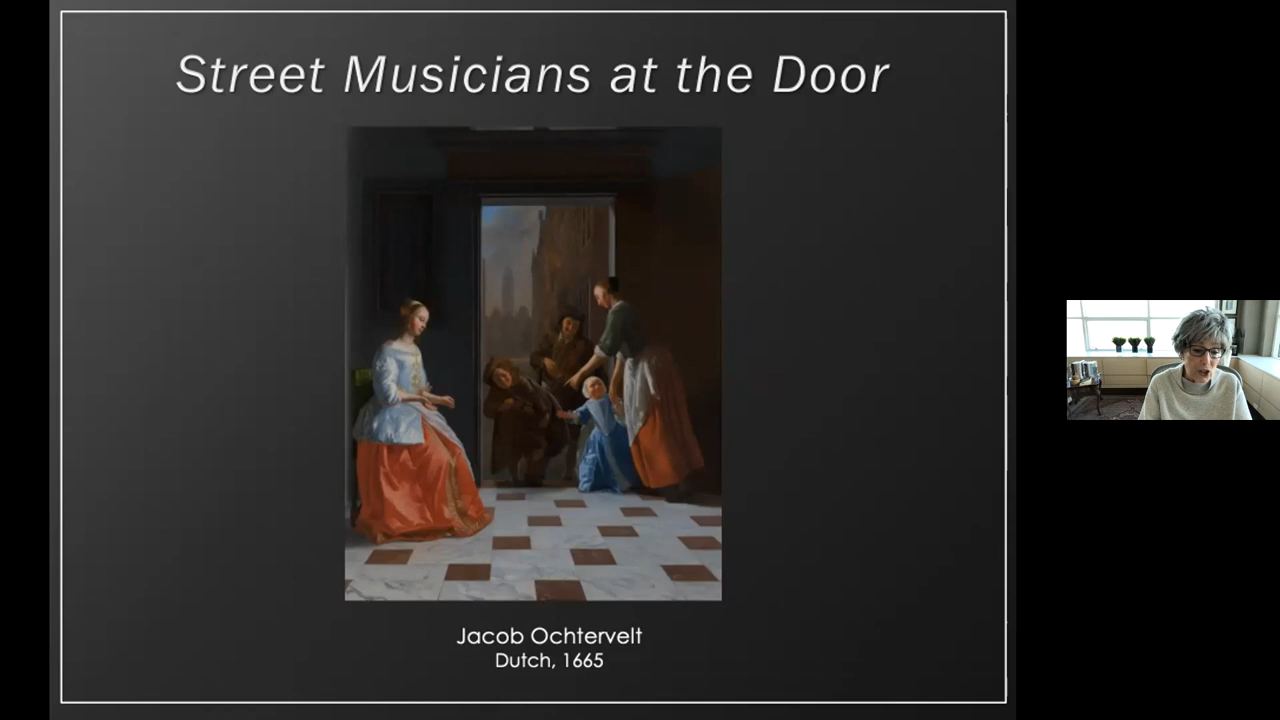 Street Musicians at the Door
Jacob Ochtervelt
Dutch, 1665